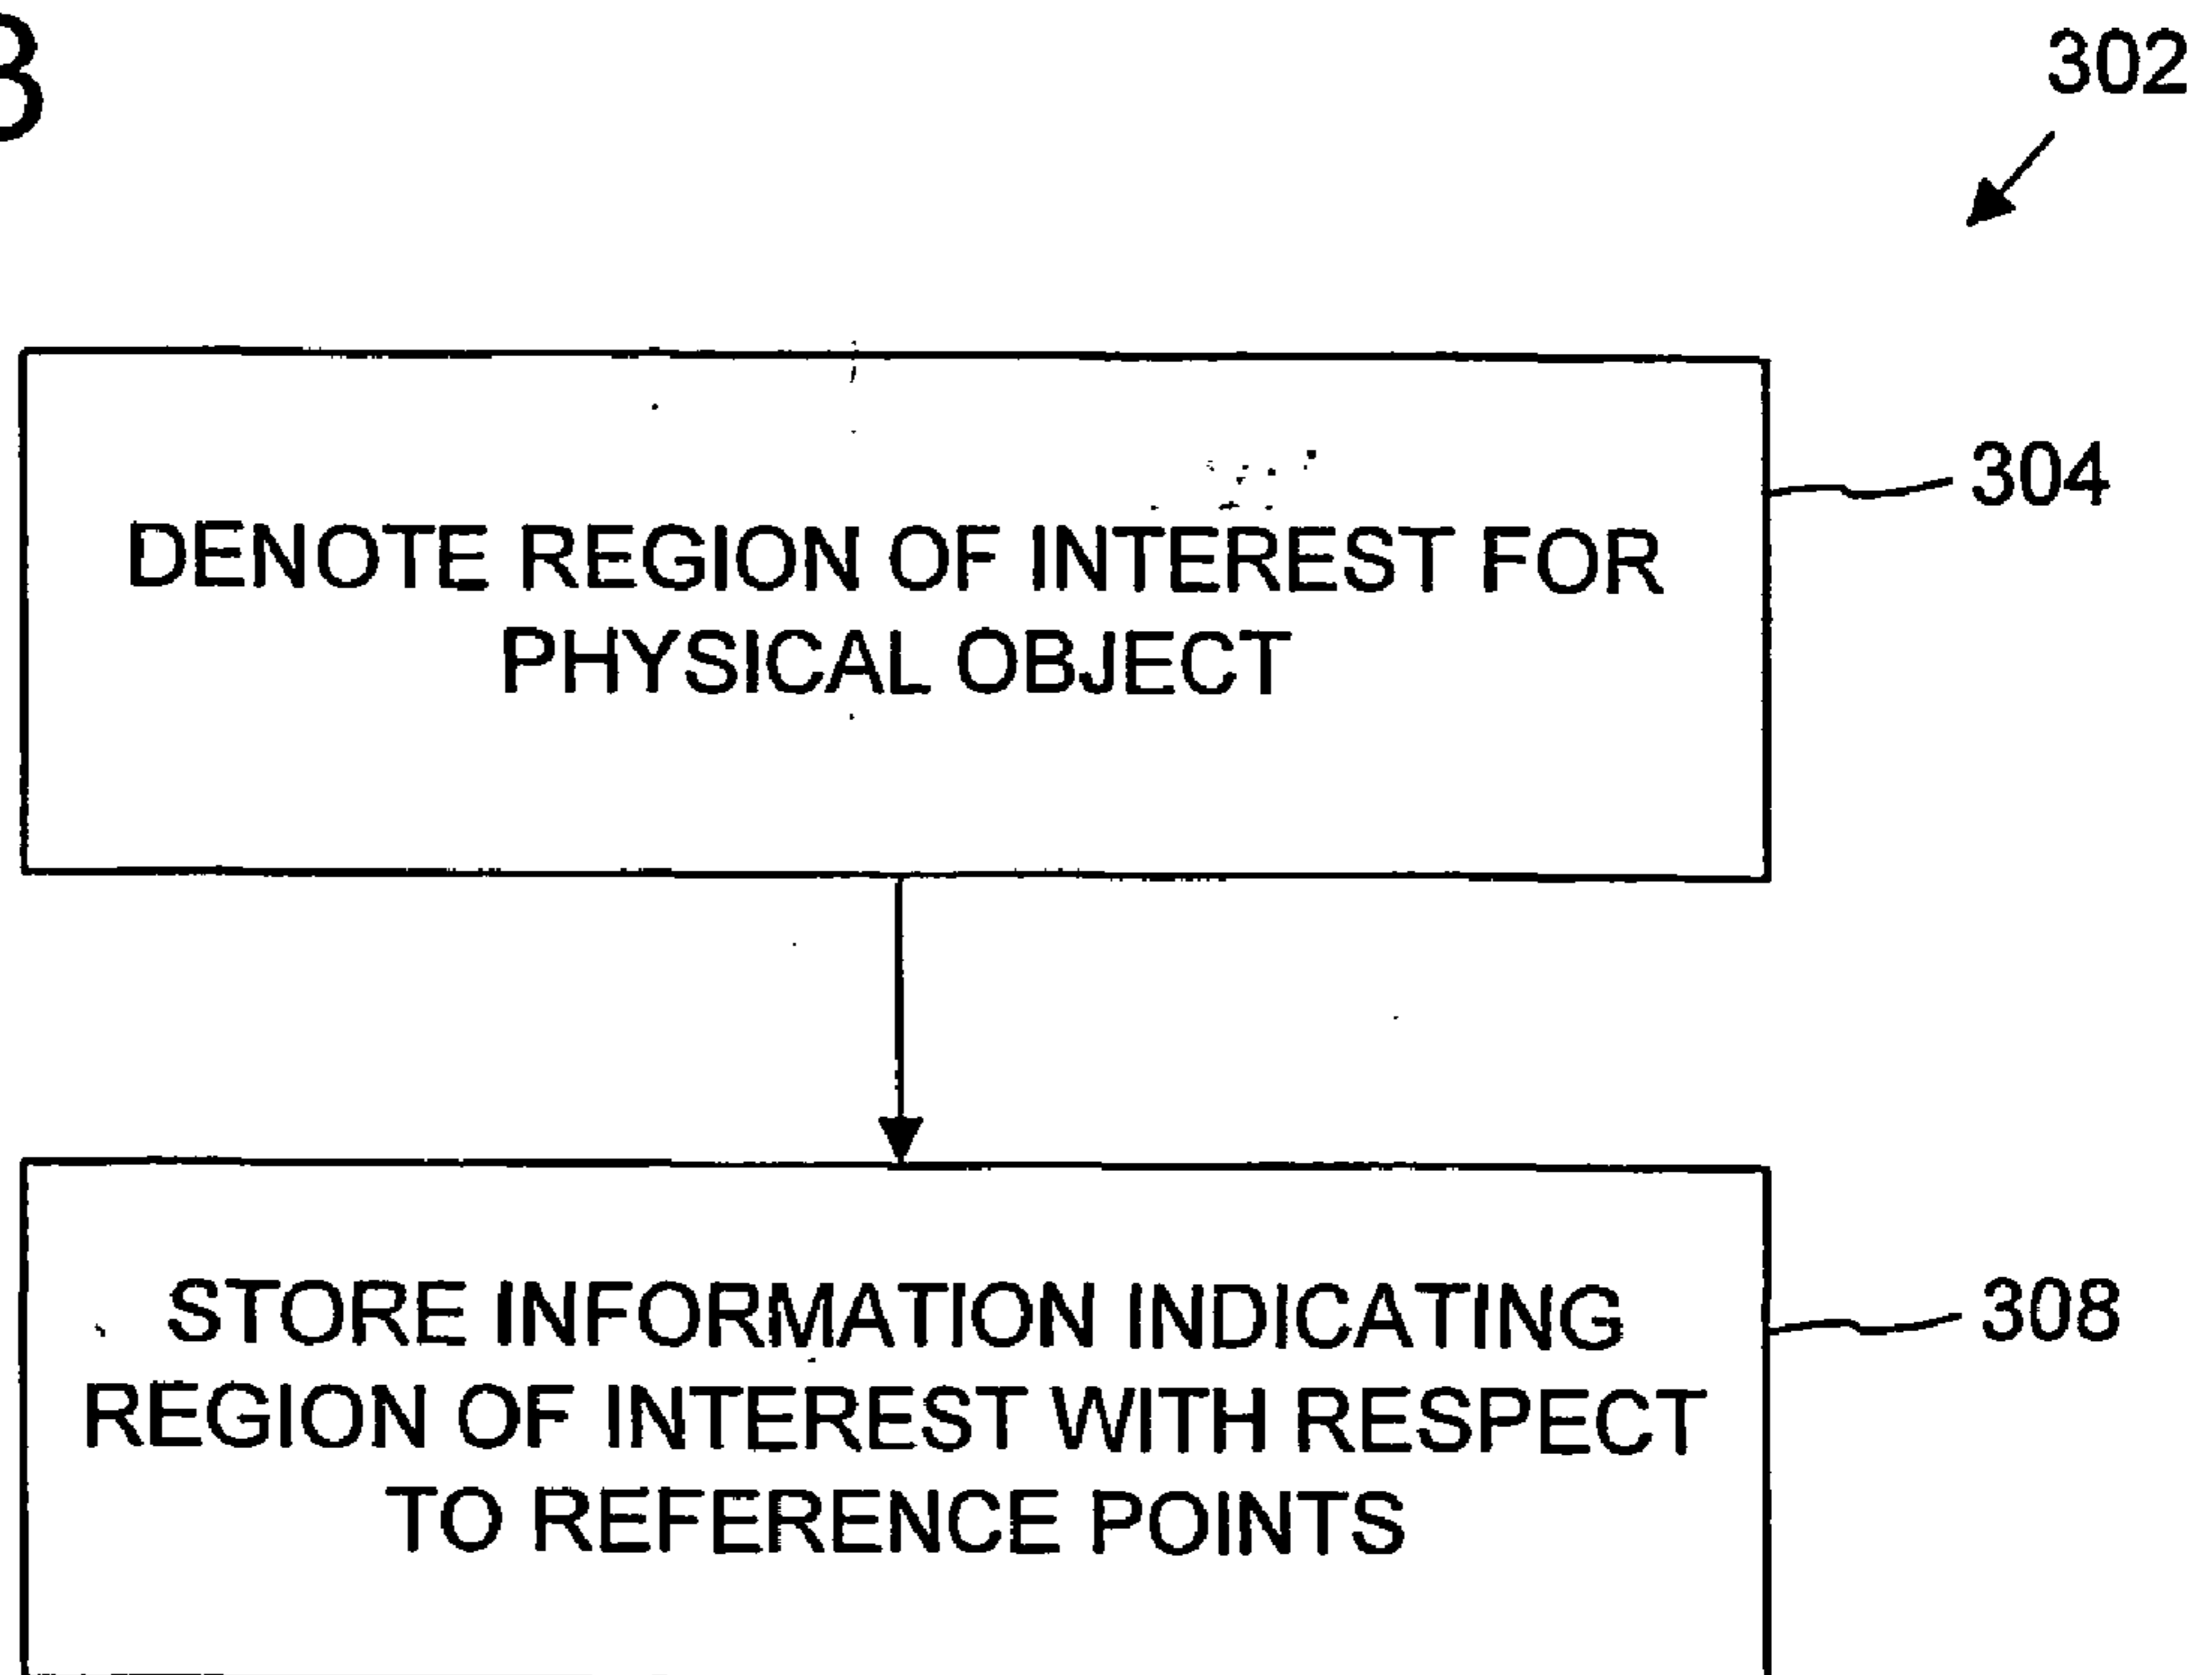 302
304
DENOTE REGION OF INTEREST FOR
PHYSICAL OBJECT
STORE INFORMATION INDICATING
308
REGION OF INTEREST WITH RESPECT
TO REFERENCE POINTS